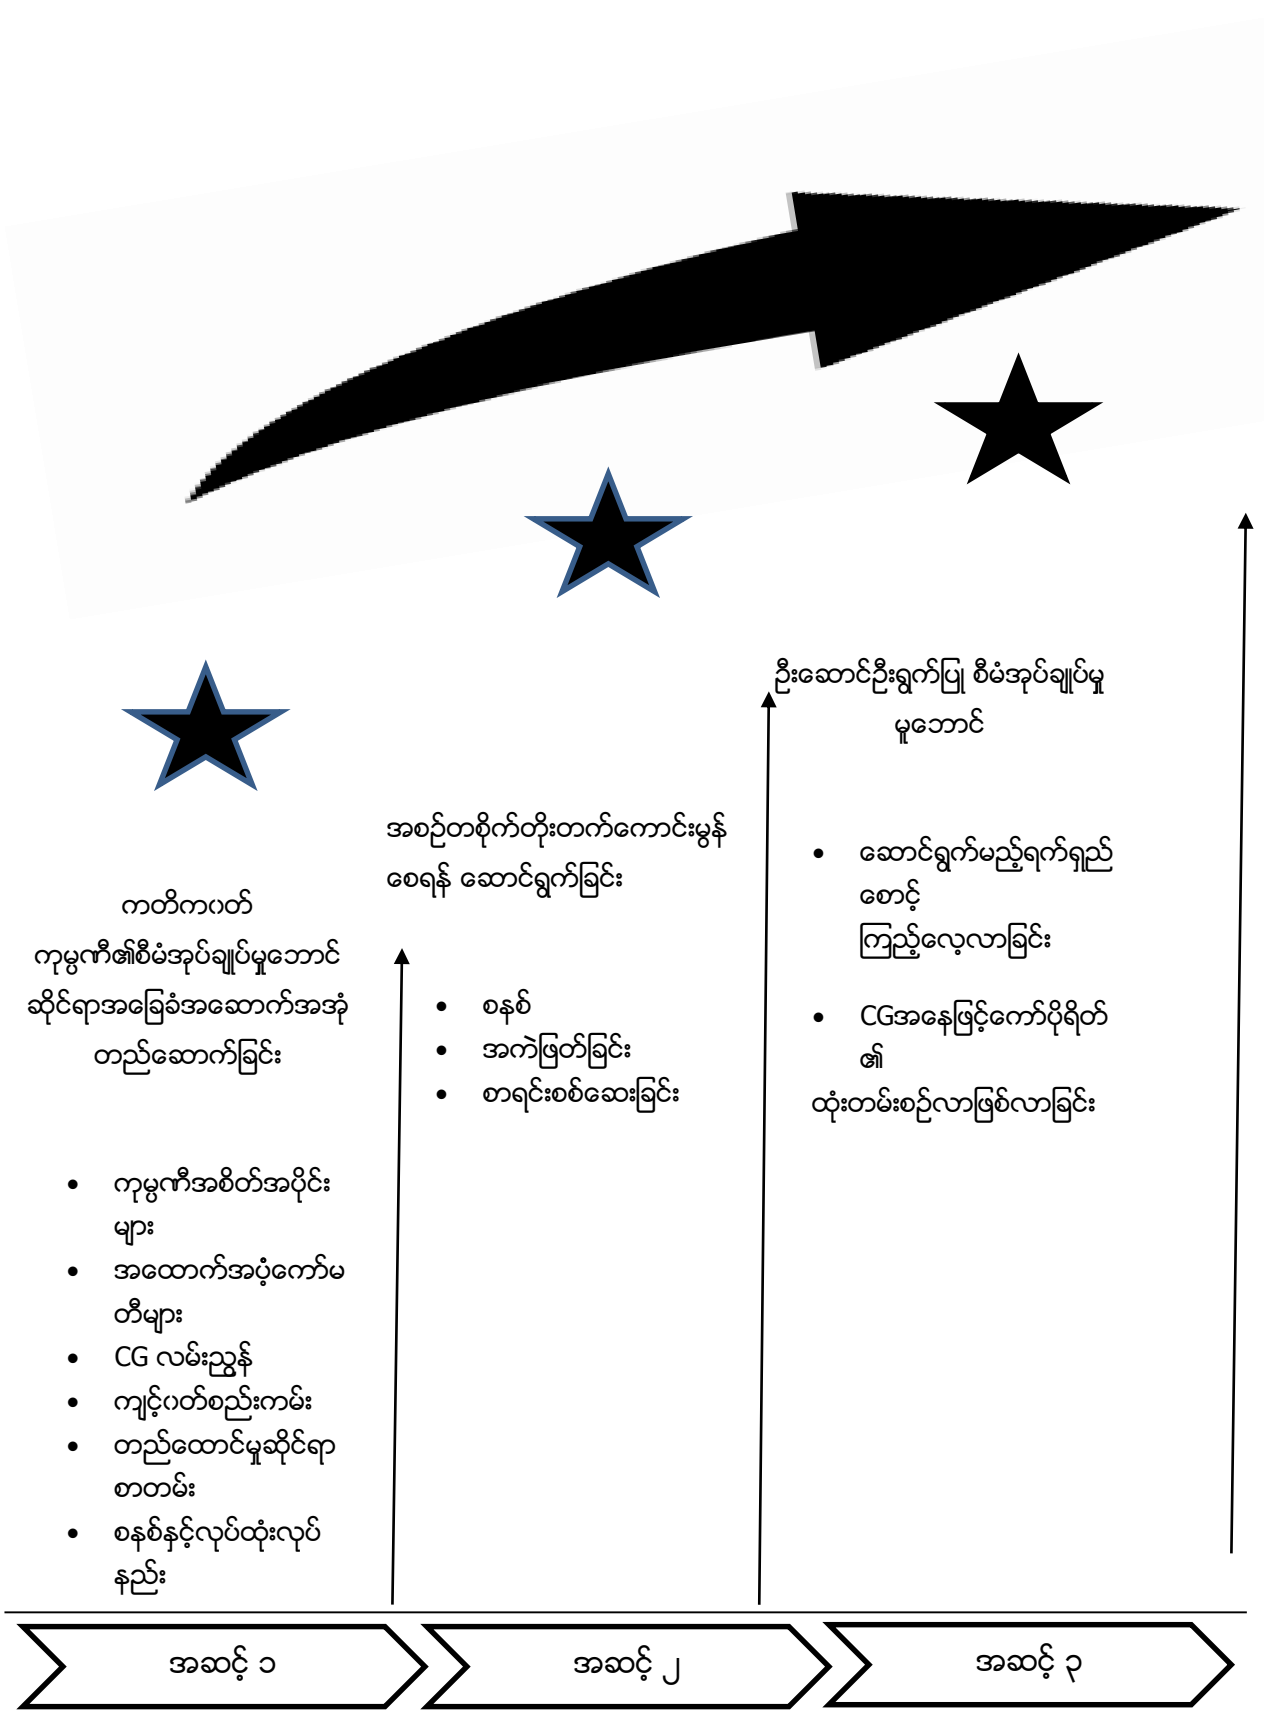 ကတိကဝတ်
ကုမ္ပဏီ၏စီမံအုပ်ချုပ်မှုဘောင်
ဆိုင်ရာအခြေခံအဆောက်အအုံ
တည်ဆောက်ခြင်း
ကုမ္ပဏီအစိတ်အပိုင်း
များ
အထောက်အပံ့ကော်မ
တီများ
CG လမ်းညွှန်
ကျင့်ဝတ်စည်းကမ်း
တည်ထောင်မှုဆိုင်ရာ
စာတမ်း
စနစ်နှင့်လုပ်ထုံးလုပ်
နည်း
အစဉ်တစိုက်တိုးတက်ကောင်းမွန်
စေရန် ဆောင်ရွက်ခြင်း
စနစ်
အကဲဖြတ်ခြင်း
စာရင်းစစ်ဆေးခြင်း
ဦးဆောင်ဦးရွက်ပြု စီမံအုပ်ချုပ်မှု
မူဘောင်
ဆောင်ရွက်မည့်ရက်ရှည်
စောင့်
ကြည့်လေ့လာခြင်း
CGအနေဖြင့်ကော်ပိုရိတ်
၏
ထုံးတမ်းစဉ်လာဖြစ်လာခြင်း
အဆင့် ၁
အဆင့် ၂
အဆင့် ၃